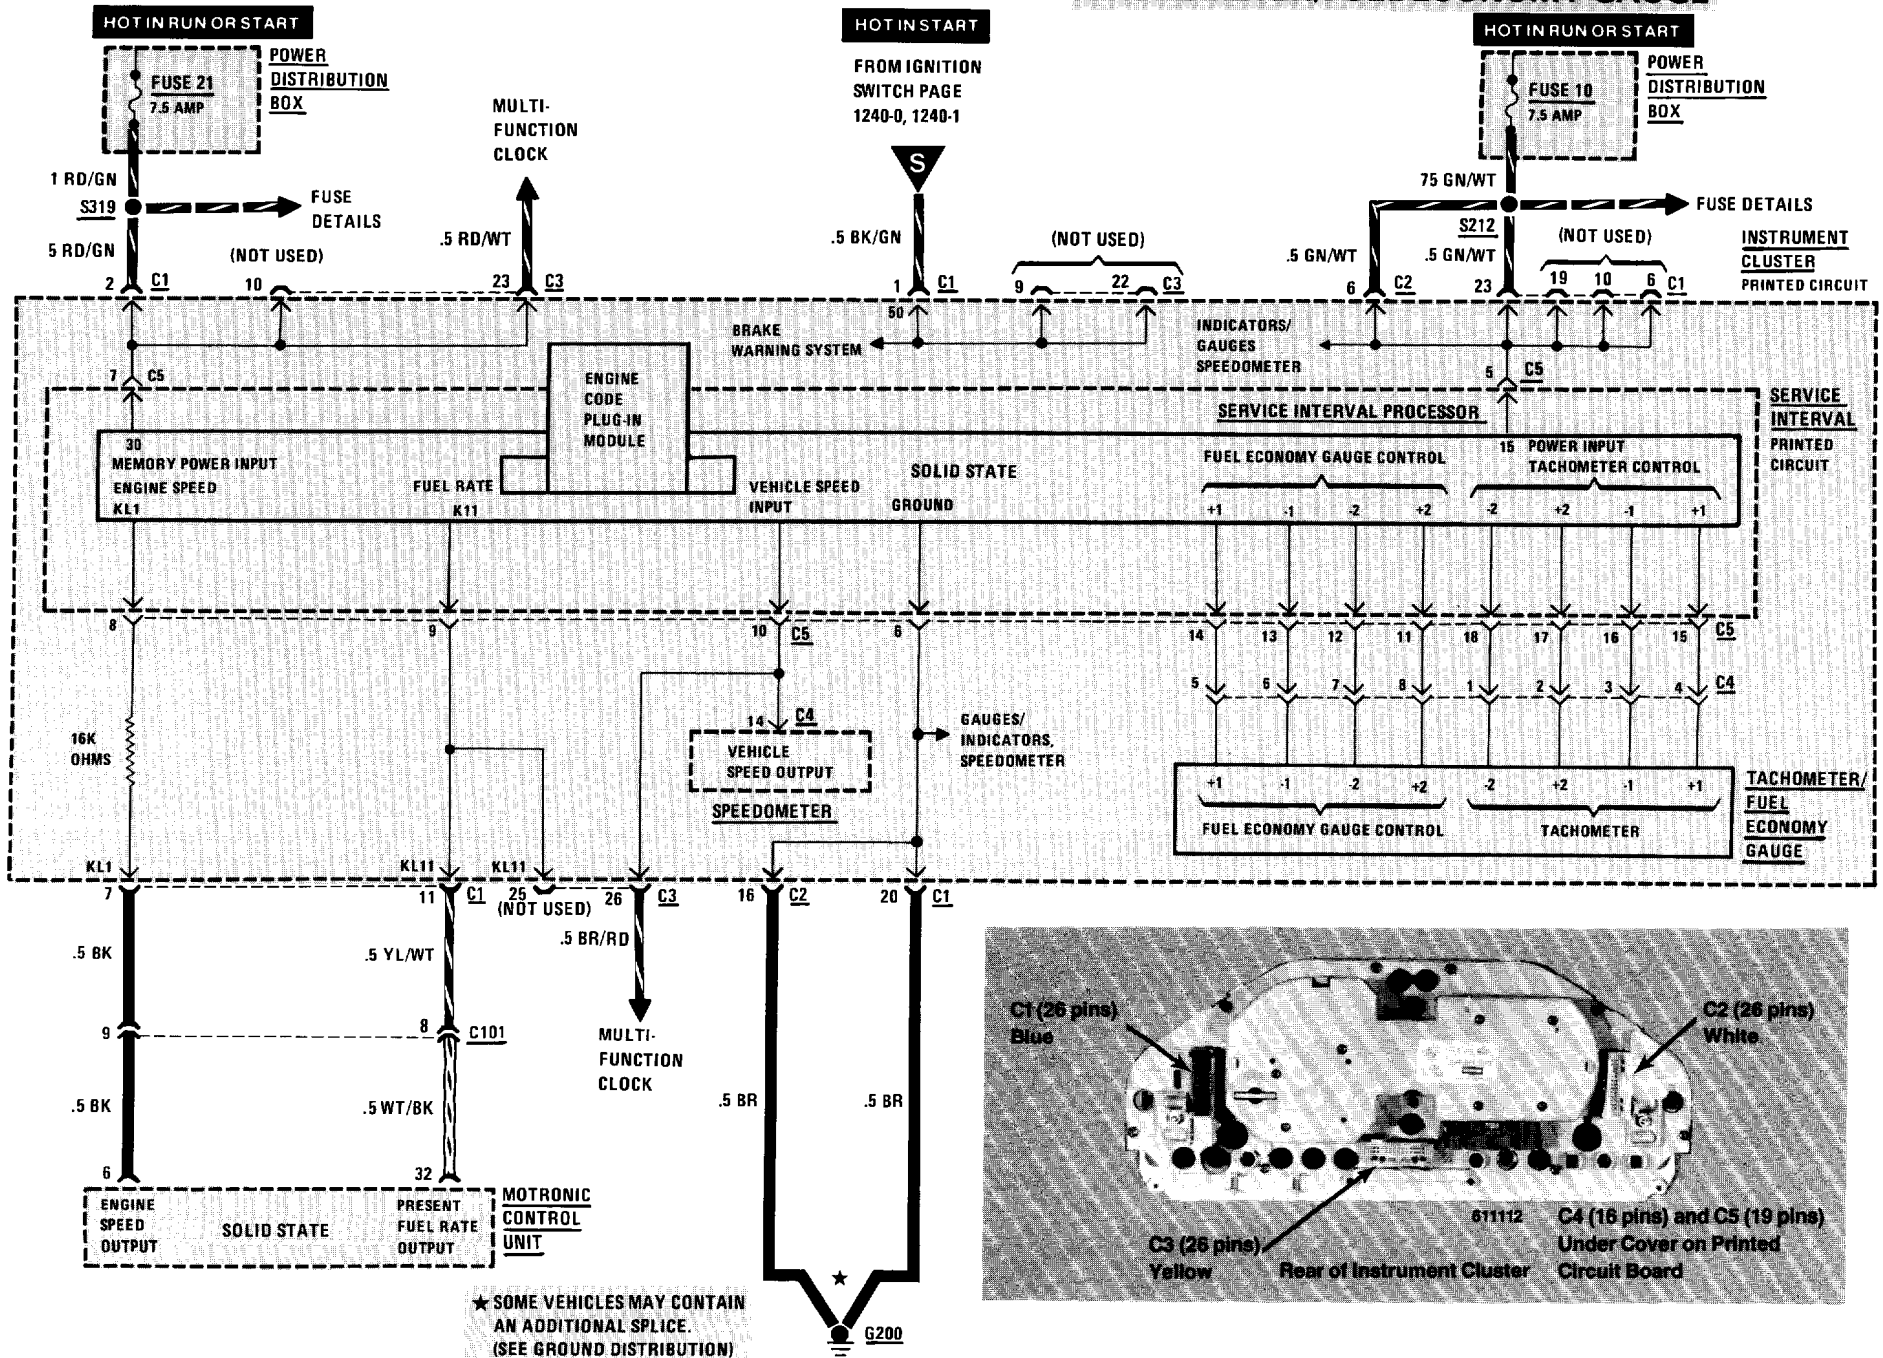 HOT IN RUN OR START
POWER
DISTRIBUTION
BOX
FUSE 21
7.5 AMP
1 RD/GN
S319
FUSE
DETAILS
5 RD/GN
(NOT USED)
2 C1 10 23 C3
MULTI-
FUNCTION
CLOCK
.5 RD/WT
HOT IN START
FROM IGNITION
SWITCH PAGE
1240-0, 1240-1
S
.5 BK/GN
(NOT USED)
1 C1 9 22 C3
50
HOT IN RUN OR START
POWER
DISTRIBUTION
BOX
FUSE 10
7.5 AMP
75 GN/WT
FUSE DETAILS
S212
.5 GN/WT
.5 GN/WT
(NOT USED)
6 C2 23 19 10 6 C1
INSTRUMENT
CLUSTER
PRINTED CIRCUIT
BRAKE
WARNING SYSTEM
INDICATORS/
GAUGES
SPEEDOMETER
7 C5
5 C5
ENGINE
CODE
PLUG-IN
MODULE
SERVICE INTERVAL PROCESSOR
SERVICE
INTERVAL
PRINTED
CIRCUIT
30
MEMORY POWER INPUT
ENGINE SPEED
KL1
FUEL RATE
K11
VEHICLE SPEED
INPUT
SOLID STATE
GROUND
FUEL ECONOMY GAUGE CONTROL
+1 -1 -2 +2
15 POWER INPUT
TACHOMETER CONTROL
-2 +2 -1 +1
8 9 10 C5 6 14 13 12 11 18 17 16 15 C5
5 6 7 8 1 2 3 4 C4
16K
OHMS
14 C4
VEHICLE
SPEED OUTPUT
SPEEDOMETER
GAUGES/
INDICATORS,
SPEEDOMETER
+1 -1 -2 +2 -2 +2 -1 +1
FUEL ECONOMY GAUGE CONTROL
TACHOMETER
TACHOMETER/
FUEL
ECONOMY
GAUGE
KL1 KL11 KL11
7 11 C1 25 26 C3 16 C2 20 C1
(NOT USED)
.5 BK
.5 YL/WT
.5 BR/RD
9 8 C101
MULTI-
FUNCTION
CLOCK
.5 BK
.5 WT/BK
.5 BR
.5 BR
6 32
ENGINE
SPEED
OUTPUT
SOLID STATE
PRESENT
FUEL RATE
OUTPUT
MOTRONIC
CONTROL
UNIT
★ SOME VEHICLES MAY CONTAIN
AN ADDITIONAL SPLICE.
(SEE GROUND DISTRIBUTION)
★
G200
C1 (26 pins)
Blue
C2 (26 pins)
White
C3 (26 pins)
Yellow
611112
Rear of Instrument Cluster
C4 (16 pins) and C5 (19 pins)
Under Cover on Printed
Circuit Board